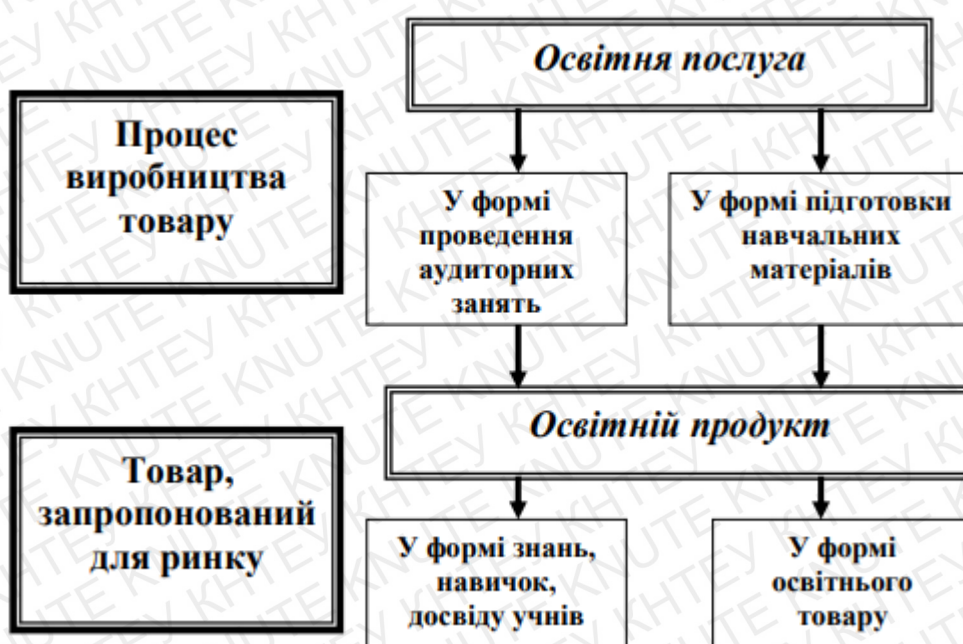 Освітня послуга
Процес
виробництва
товару
У формі
проведення
аудиторних
занять
У формі підготовки
навчальних
матеріалів
Освітній продукт
Товар,
запропонований
для ринку
У формі знань,
навичок,
досвіду учнів
У формі
освітнього
товару